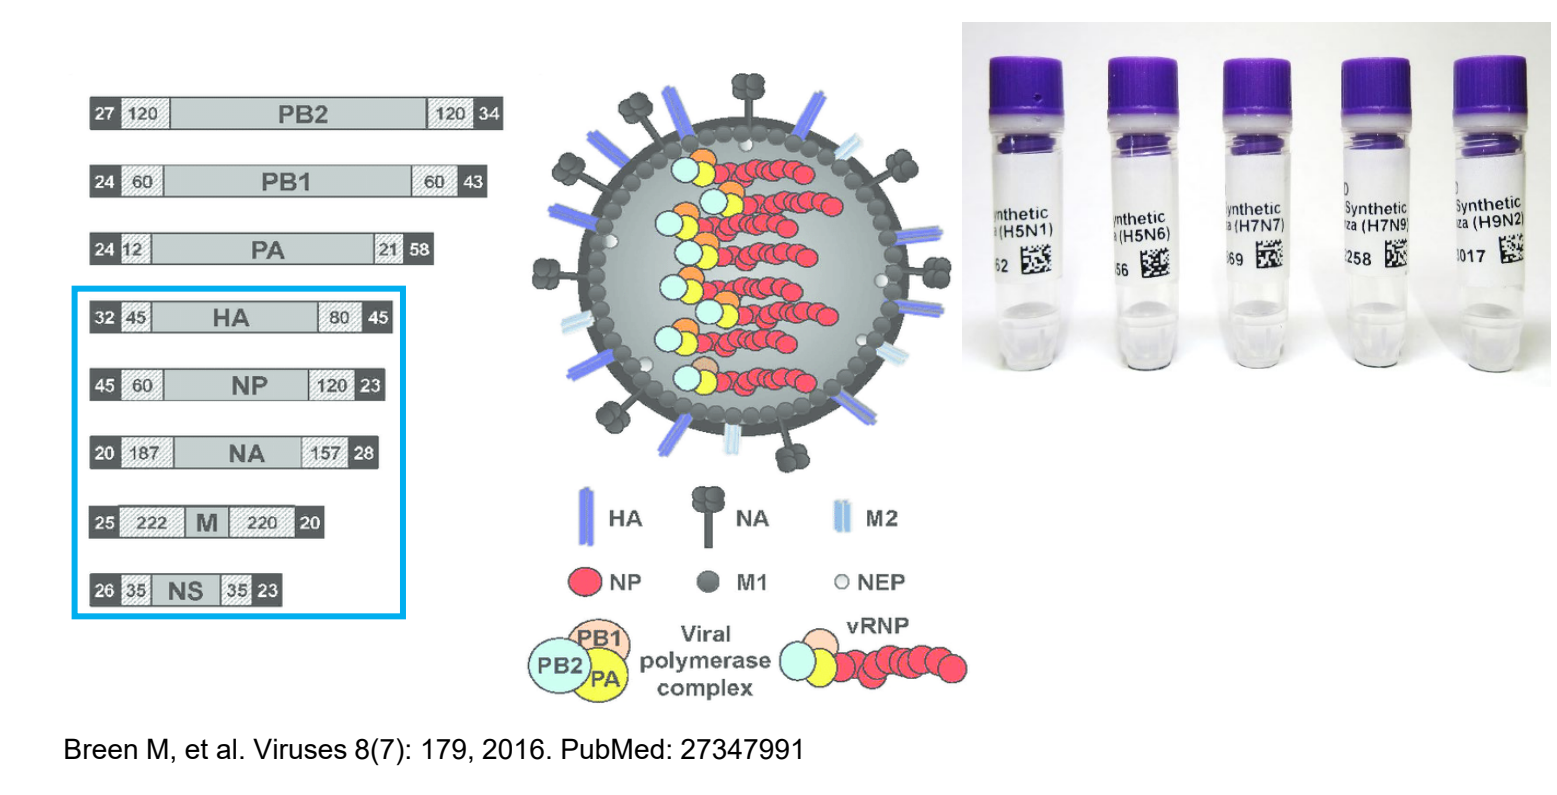 27 120 PB2 120 34
24 60 PB1 60 43
24 12 PA 21 58
32 45 HA 80 45
45 60 NP 120 23
20 187 NA 157 28
25 222 M 220 20
26 35 NS 35 23
HA NA M2
NP M1 NEP
PB1
PB2
PA
Viral
polymerase
complex
vRNP
ynthetic
(H5N1)
62
ynthetic
(H5N6)
56
ynthetic
(H7N7)
69
Synthetic
nza (H7N9)
258
Synthetic
za (H9N2)
017
Breen M, et al. Viruses 8(7): 179, 2016. PubMed: 27347991